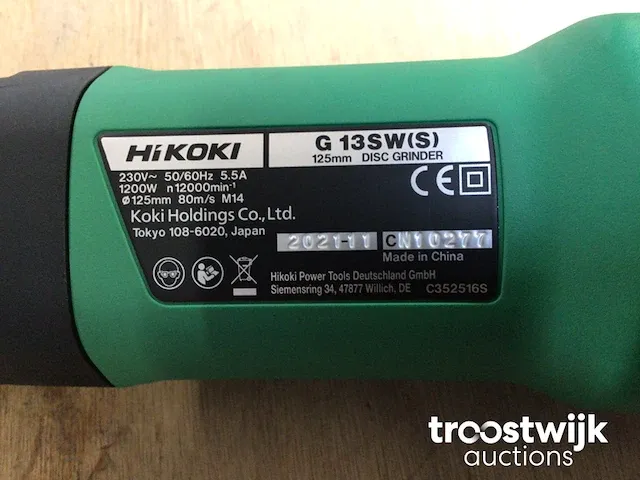 HiKOKI
G 13SW(S)
125mm DISC GRINDER
230V~ 50/60Hz 5.5A
1200W n12000min-1
Ø125mm 80m/s M14
Koki Holdings Co., Ltd.
Tokyo 108-6020, Japan
CE
2021-11 CN10277
Made in China
Hikoki Power Tools Deutschland GmbH
Siemensring 34, 47877 Willich, DE C352516S
troostwijk
auctions